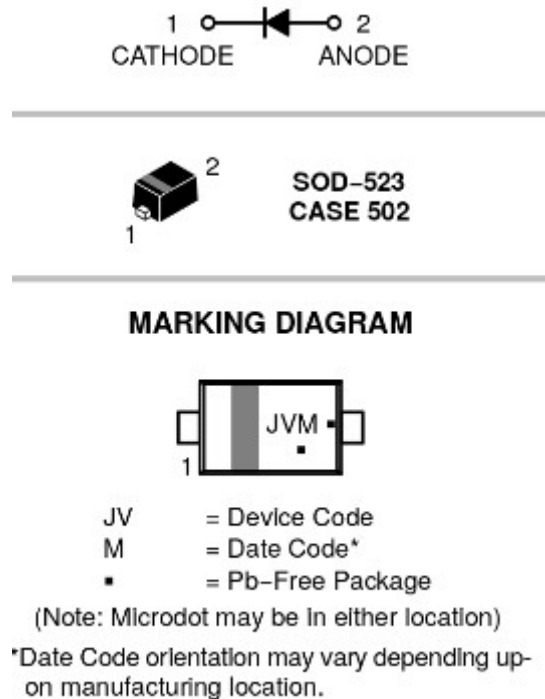 1 2
CATHODE ANODE
2
1
SOD−523
CASE 502
MARKING DIAGRAM
JVM ▪
▪
1
JV = Device Code
M = Date Code*
▪ = Pb−Free Package
(Note: Microdot may be in either location)
*Date Code orientation may vary depending up-
on manufacturing location.